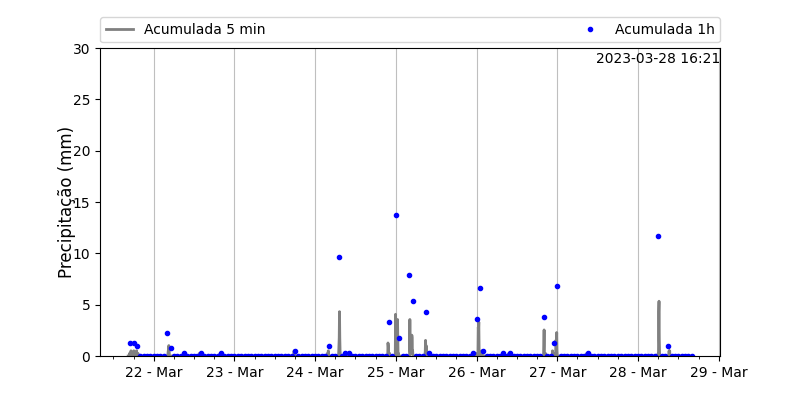 Acumulada 5 min
Acumulada 1h
2023-03-28 16:21
Precipitação (mm)
30
25
20
15
10
5
0
22 - Mar
23 - Mar
24 - Mar
25 - Mar
26 - Mar
27 - Mar
28 - Mar
29 - Mar